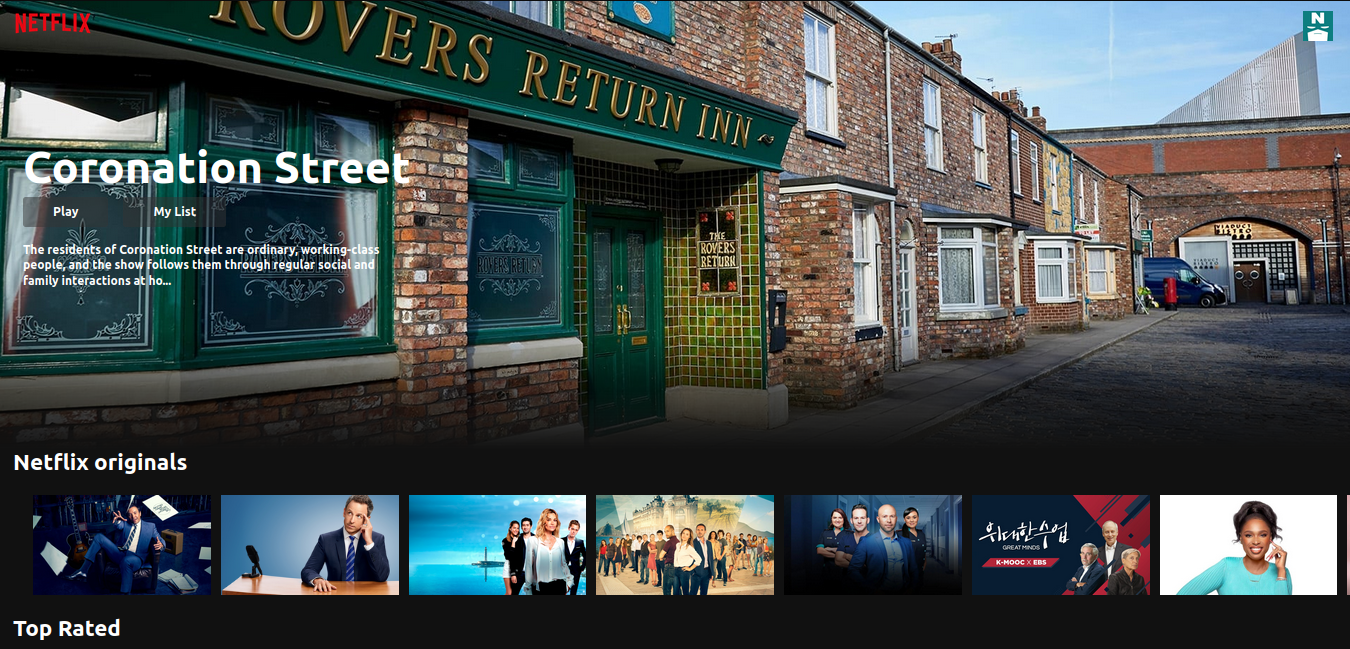 NETFLIX
N
ROVERS RETURN INN
Coronation Street
Play
My List
The residents of Coronation Street are ordinary, working-class
people, and the show follows them through regular social and
family interactions at ho...
ROVERS RETURN
THE
ROVERS
RETURN
Netflix originals
위대한 수업
GREAT MINDS
K-MOOC X EBS
Top Rated